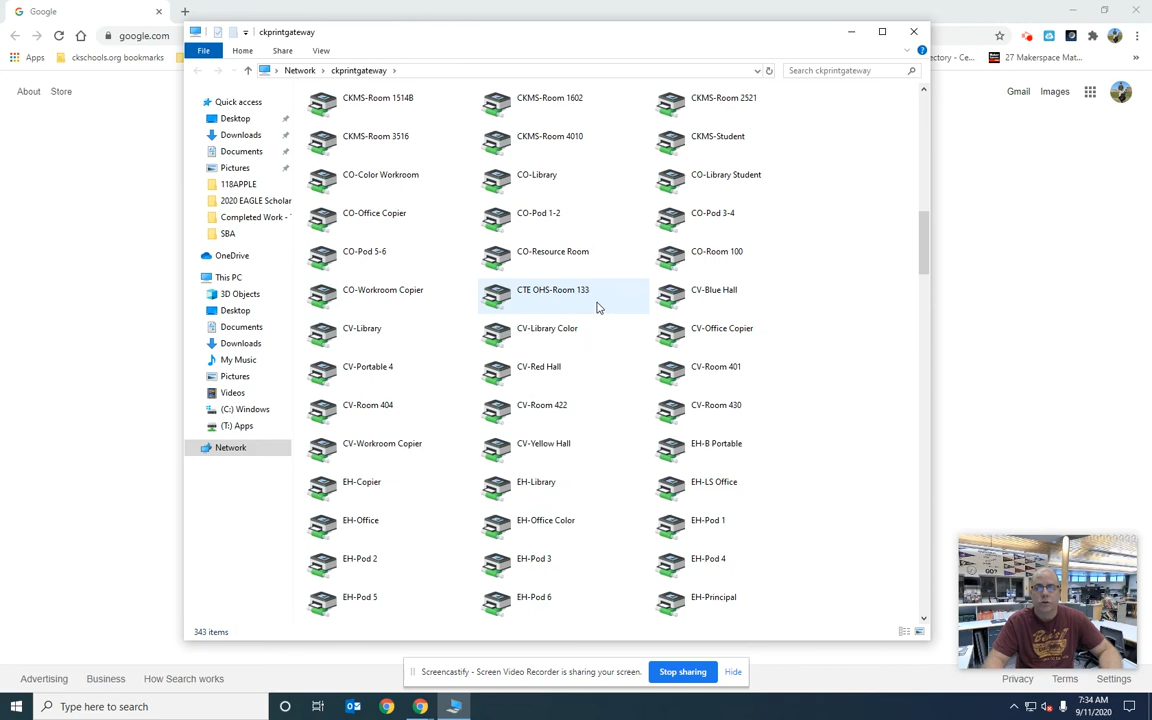 Google
google.com
Apps
ckschools.org bookmarks
ectory - Ce...
27 Makerspace Mat...
»
About
Store
Gmail
Images
ckprintgateway
File
Home
Share
View
Network
ckprintgateway
Search ckprintgateway
Quick access
Desktop
Downloads
Documents
Pictures
118APPLE
2020 EAGLE Scholar
Completed Work -
SBA
OneDrive
This PC
3D Objects
Desktop
Documents
Downloads
My Music
Pictures
Videos
(C:) Windows
(T:) Apps
Network
CKMS-Room 1514B
CKMS-Room 1602
CKMS-Room 2521
CKMS-Room 3516
CKMS-Room 4010
CKMS-Student
CO-Color Workroom
CO-Library
CO-Library Student
CO-Office Copier
CO-Pod 1-2
CO-Pod 3-4
CO-Pod 5-6
CO-Resource Room
CO-Room 100
CO-Workroom Copier
CTE OHS-Room 133
CV-Blue Hall
CV-Library
CV-Library Color
CV-Office Copier
CV-Portable 4
CV-Red Hall
CV-Room 401
CV-Room 404
CV-Room 422
CV-Room 430
CV-Workroom Copier
CV-Yellow Hall
EH-B Portable
EH-Copier
EH-Library
EH-LS Office
EH-Office
EH-Office Color
EH-Pod 1
EH-Pod 2
EH-Pod 3
EH-Pod 4
EH-Pod 5
EH-Pod 6
EH-Principal
343 items
Screencastify - Screen Video Recorder is sharing your screen.
Stop sharing
Hide
Advertising
Business
How Search works
Privacy
Terms
Settings
Type here to search
7:34 AM
9/11/2020